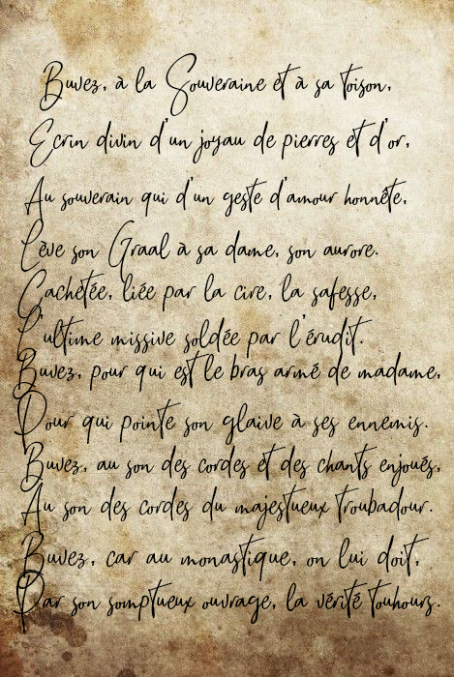 Buvez, à la Souveraine et à sa toison,
Ecrin divin d'un joyau de pierres et d'or,
Au souverain qui d'un geste d'amour honnête,
Lève son Graal à sa dame, son aurore.
Cachetée, liée par la cire, la safesse,
L'ultime missive soldée par l'érudit.
Buvez, pour qui est le bras armé de madame,
Pour qui pointe son glaive à ses ennemis.
Buvez, au son des cordes et des chants enjoués,
Au son des cordes du majestueux troubadour.
Buvez, car au monastique, on lui doit,
Par son somptueux ouvrage, la vérité touhours.